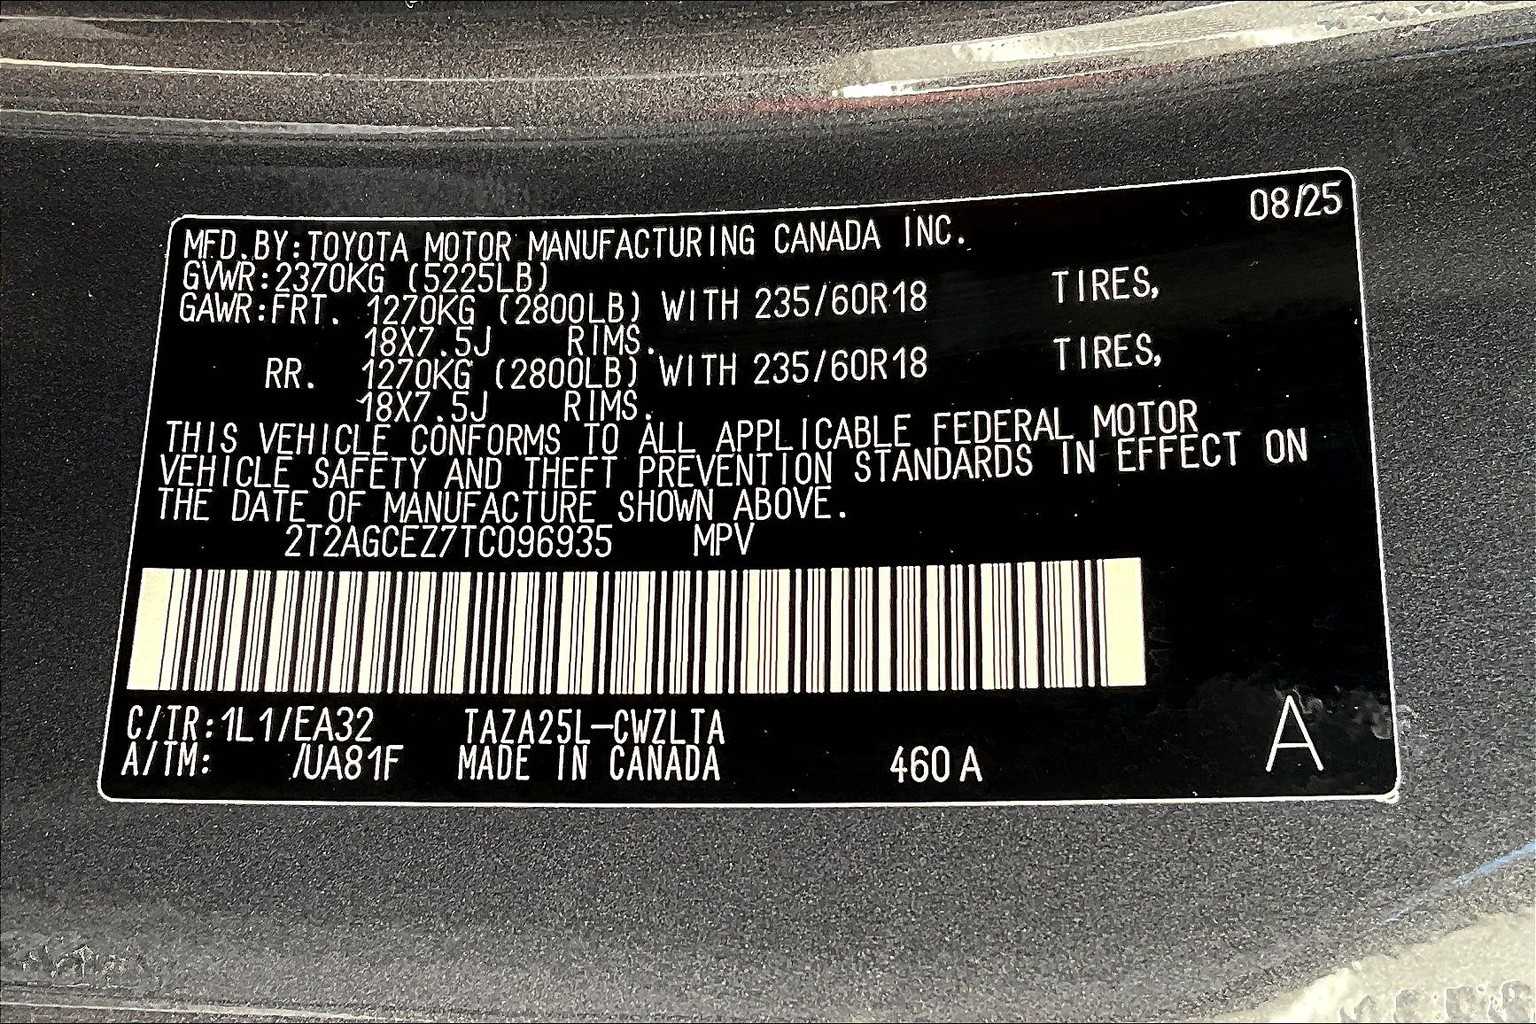 08/25
MFD.BY:TOYOTA MOTOR MANUFACTURING CANADA INC.
GVWR:2370KG (5225LB)
GAWR:FRT. 1270KG (2800LB) WITH 235/60R18 TIRES,
18X7.5J RIMS.
RR. 1270KG (2800LB) WITH 235/60R18 TIRES,
18X7.5J RIMS.
THIS VEHICLE CONFORMS TO ALL APPLICABLE FEDERAL MOTOR
VEHICLE SAFETY AND THEFT PREVENTION STANDARDS IN EFFECT ON
THE DATE OF MANUFACTURE SHOWN ABOVE.
2T2AGCEZ7TC096935 MPV
C/TR:1L1/EA32 TAZA25L-CWZLTA
A/TM: /UA81F MADE IN CANADA 460A
A